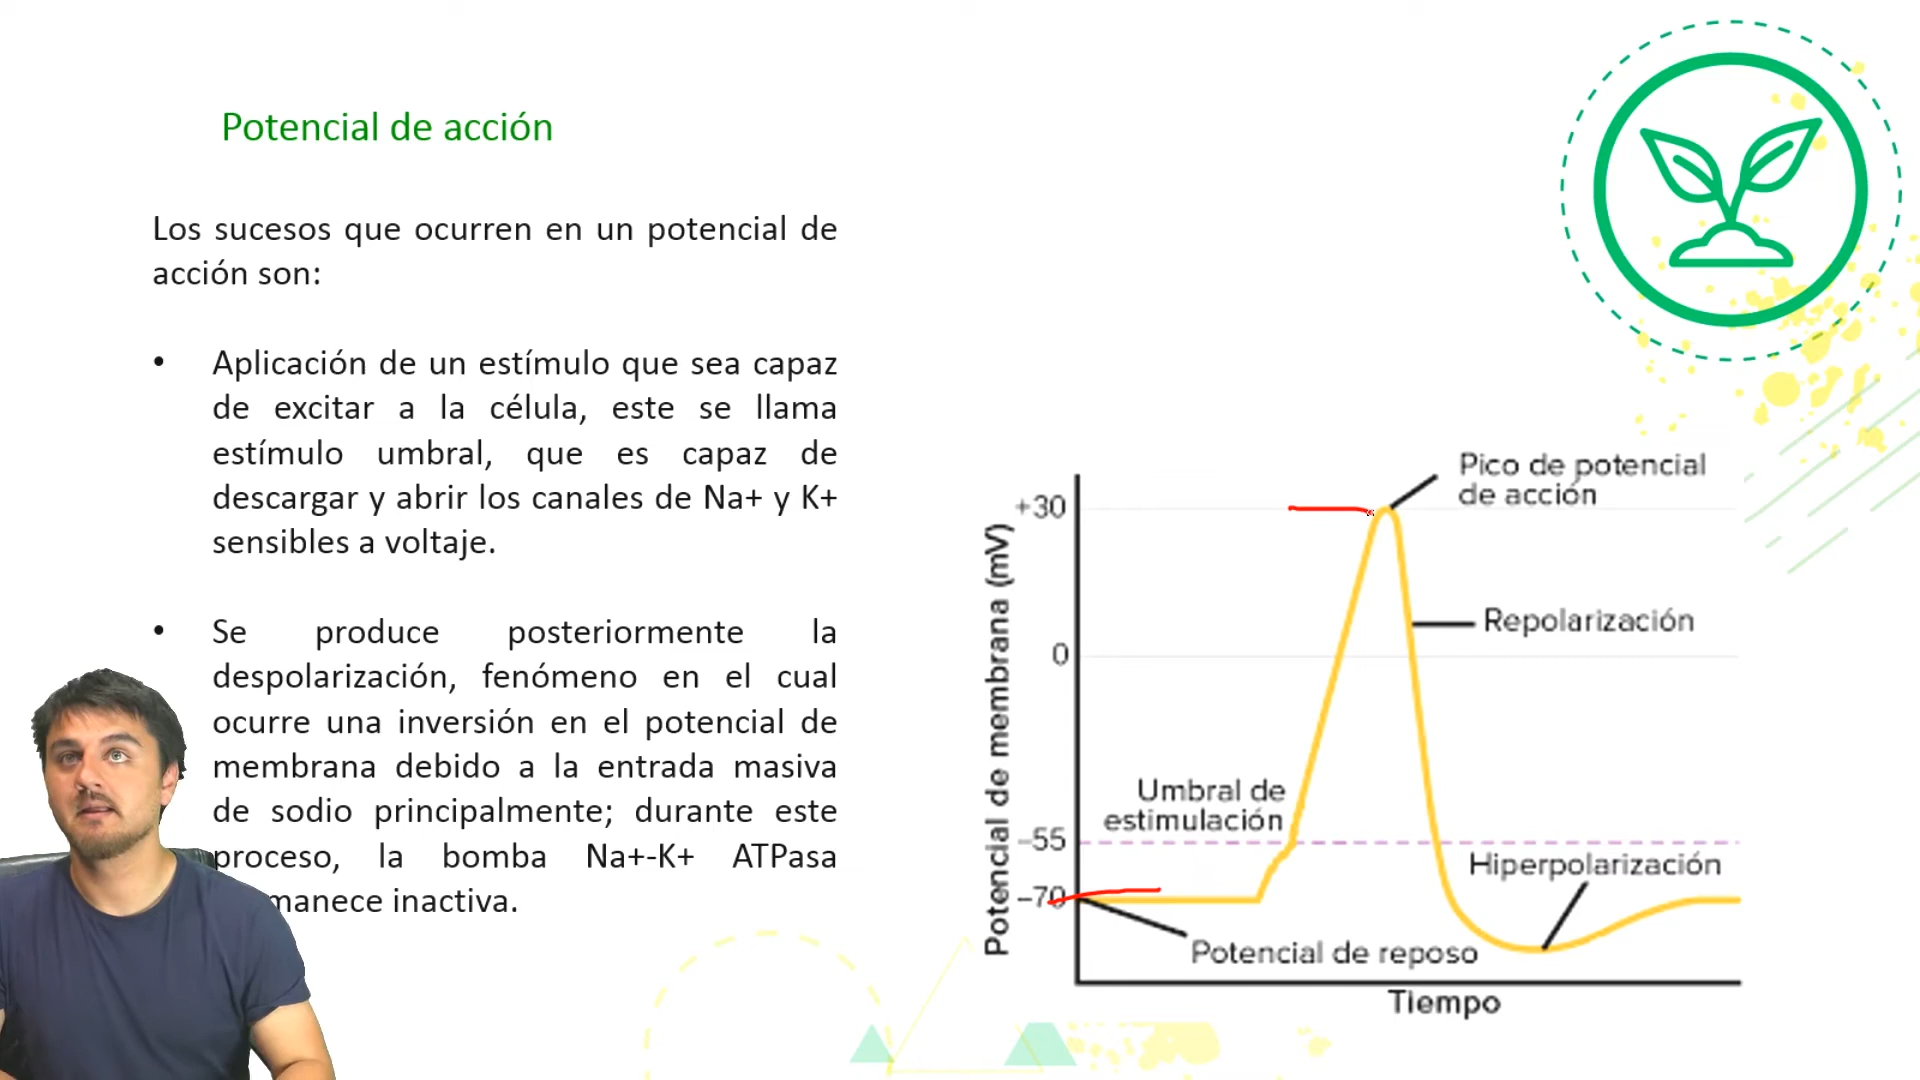 Potencial de acción
Los sucesos que ocurren en un potencial de
acción son:
• Aplicación de un estímulo que sea capaz
de excitar a la célula, este se llama
estímulo umbral, que es capaz de
descargar y abrir los canales de Na+ y K+
sensibles a voltaje.
• Se produce posteriormente la
despolarización, fenómeno en el cual
ocurre una inversión en el potencial de
membrana debido a la entrada masiva
de sodio principalmente; durante este
proceso, la bomba Na+-K+ ATPasa
manece inactiva.
Potencial de membrana (mV)
+30
0
-55
-70
Pico de potencial
de acción
Repolarización
Umbral de
estimulación
Hiperpolarización
Potencial de reposo
Tiempo